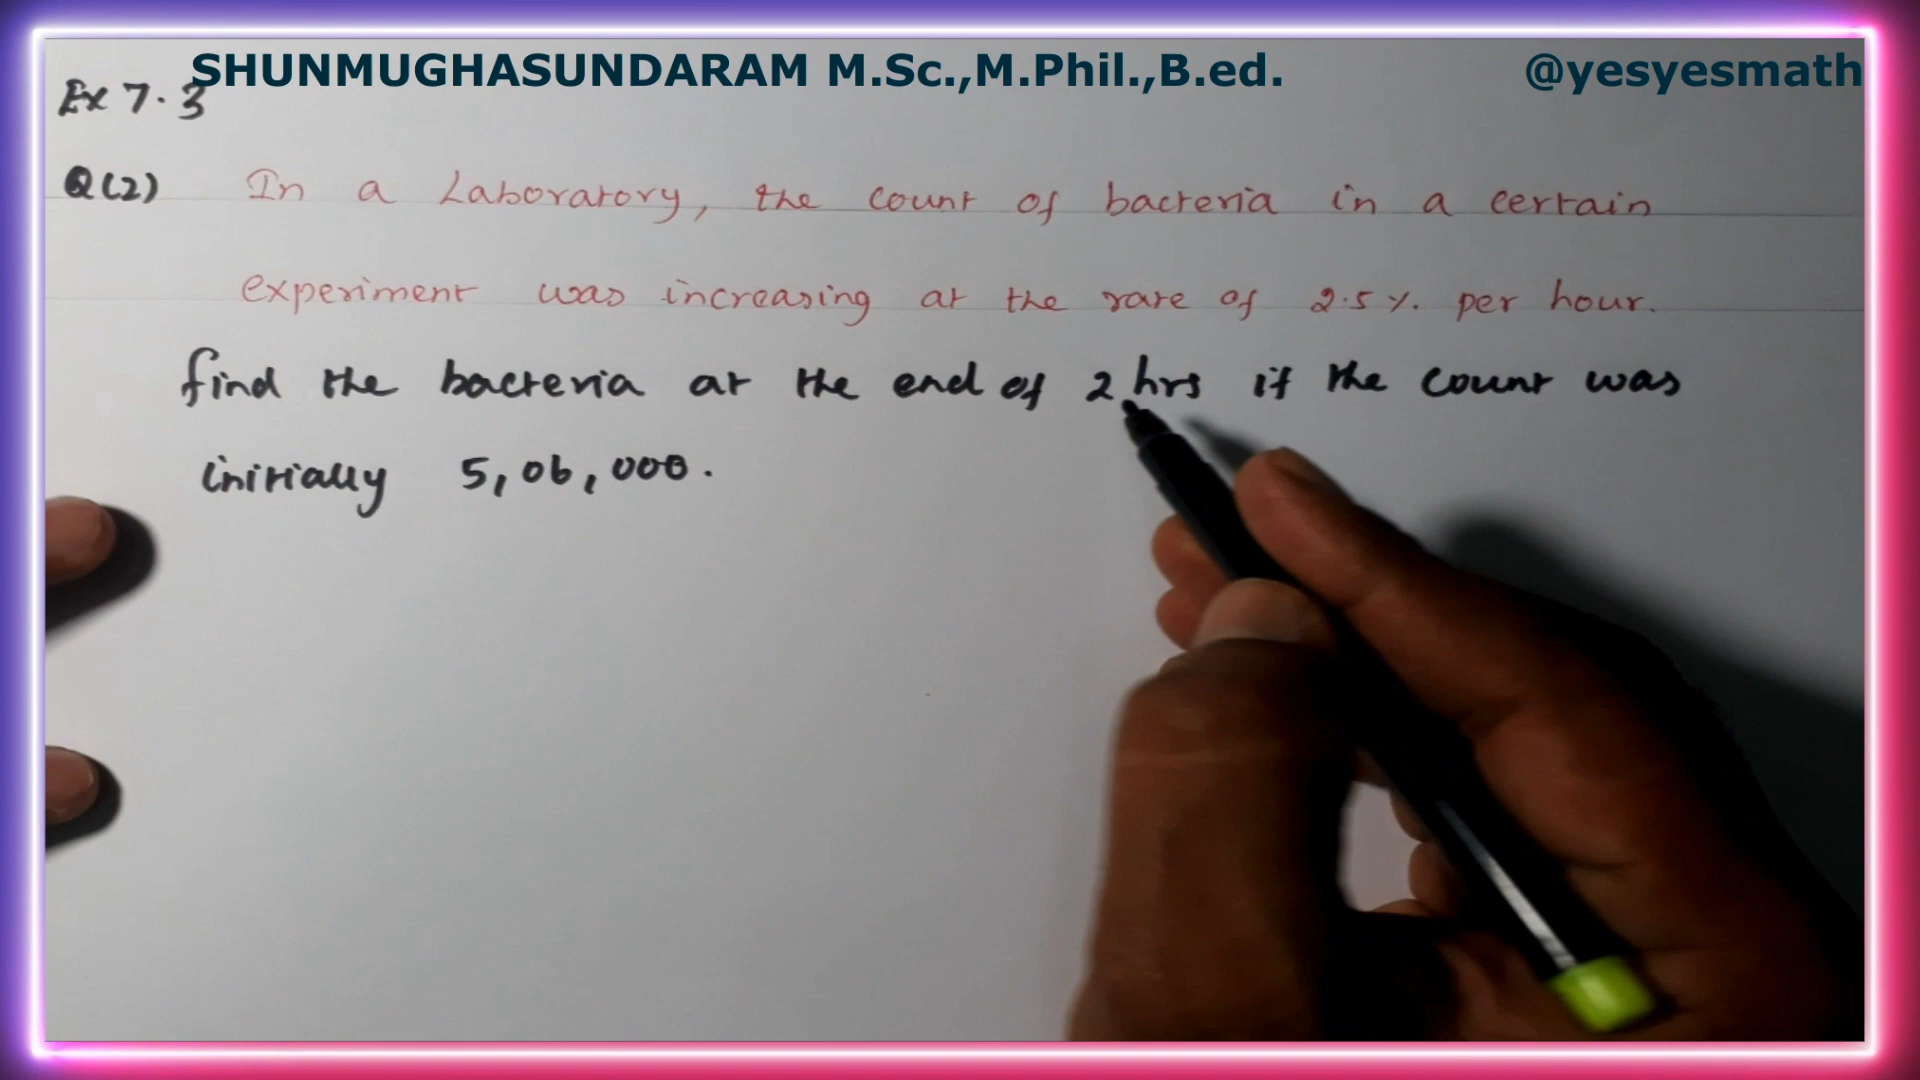 SHUNMUGHASUNDARAM M.Sc.,M.Phil.,B.ed. @yesyesmath
Ex 7.3
Q(2) In a Laboratory, the count of bacteria in a certain
experiment was increasing at the rate of 2.5%. per hour.
find the bacteria at the end of 2 hrs if the count was
initially 5,06,000.